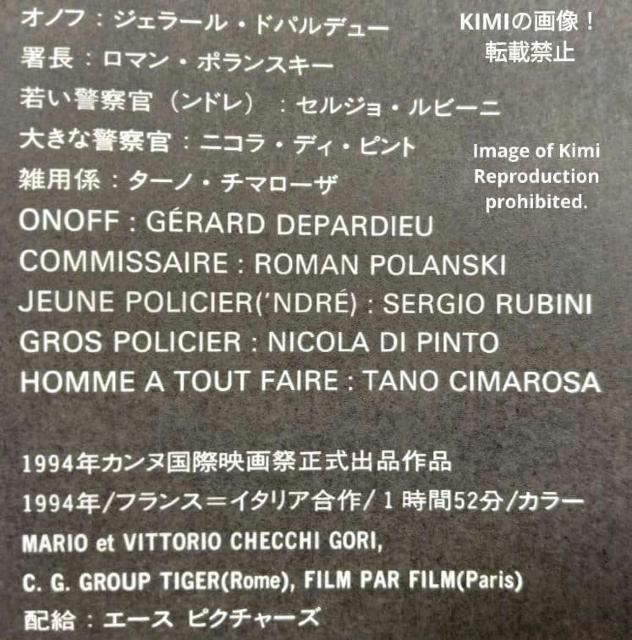 オノフ：ジェラール・ドパルデュー
署長：ロマン・ポランスキー
若い警察官（ンドレ）：セルジョ・ルビーニ
大きな警察官：ニコラ・ディ・ピント
雑用係：ターノ・チマローザ
ONOFF : GÉRARD DEPARDIEU
COMMISSAIRE : ROMAN POLANSKI
JEUNE POLICIER('NDRÉ) : SERGIO RUBINI
GROS POLICIER : NICOLA DI PINTO
HOMME A TOUT FAIRE : TANO CIMAROSA
1994年カンヌ国際映画祭正式出品作品
1994年/フランス＝イタリア合作/1時間52分/カラー
MARIO et VITTORIO CHECCHI GORI,
C. G. GROUP TIGER(Rome), FILM PAR FILM(Paris)
配給：エース ピクチャーズ
KIMIの画像！
転載禁止
Image of Kimi
Reproduction
prohibited.